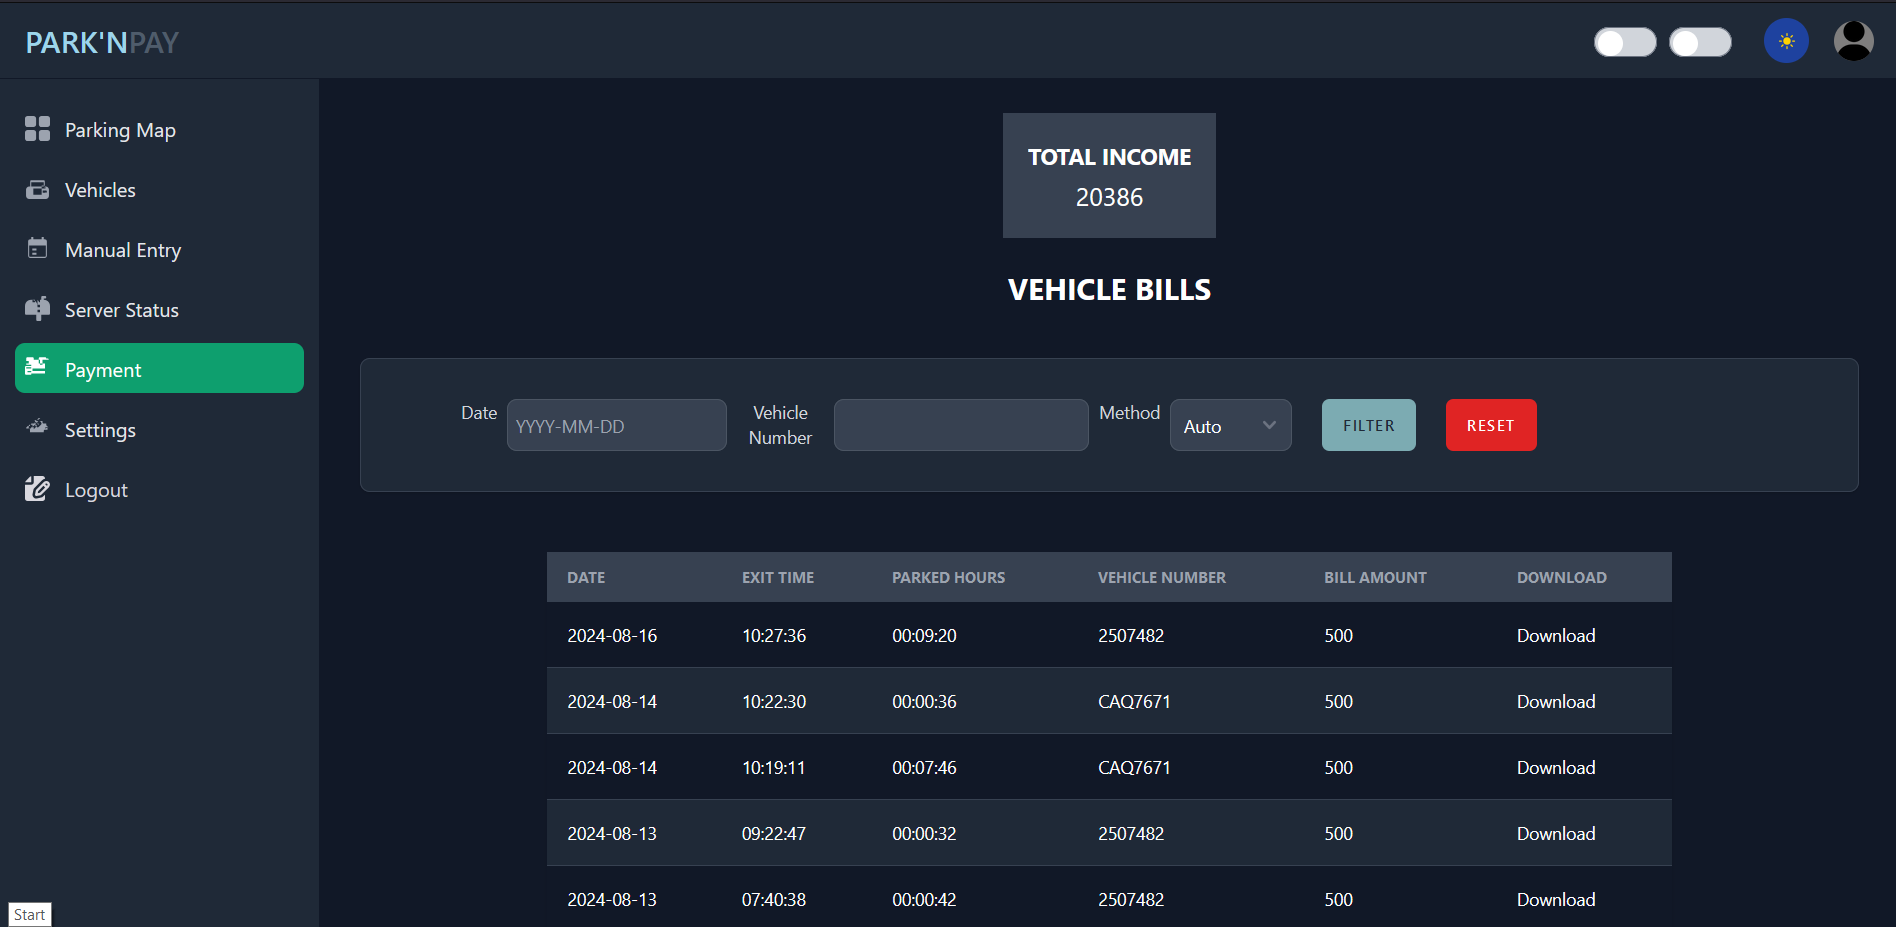 PARK'NPAY
Parking Map
Vehicles
Manual Entry
Server Status
Payment
Settings
Logout
Start
TOTAL INCOME
20386
VEHICLE BILLS
Date YYYY-MM-DD Vehicle Number Method Auto FILTER RESET
DATE EXIT TIME PARKED HOURS VEHICLE NUMBER BILL AMOUNT DOWNLOAD
2024-08-16 10:27:36 00:09:20 2507482 500 Download
2024-08-14 10:22:30 00:00:36 CAQ7671 500 Download
2024-08-14 10:19:11 00:07:46 CAQ7671 500 Download
2024-08-13 09:22:47 00:00:32 2507482 500 Download
2024-08-13 07:40:38 00:00:42 2507482 500 Download